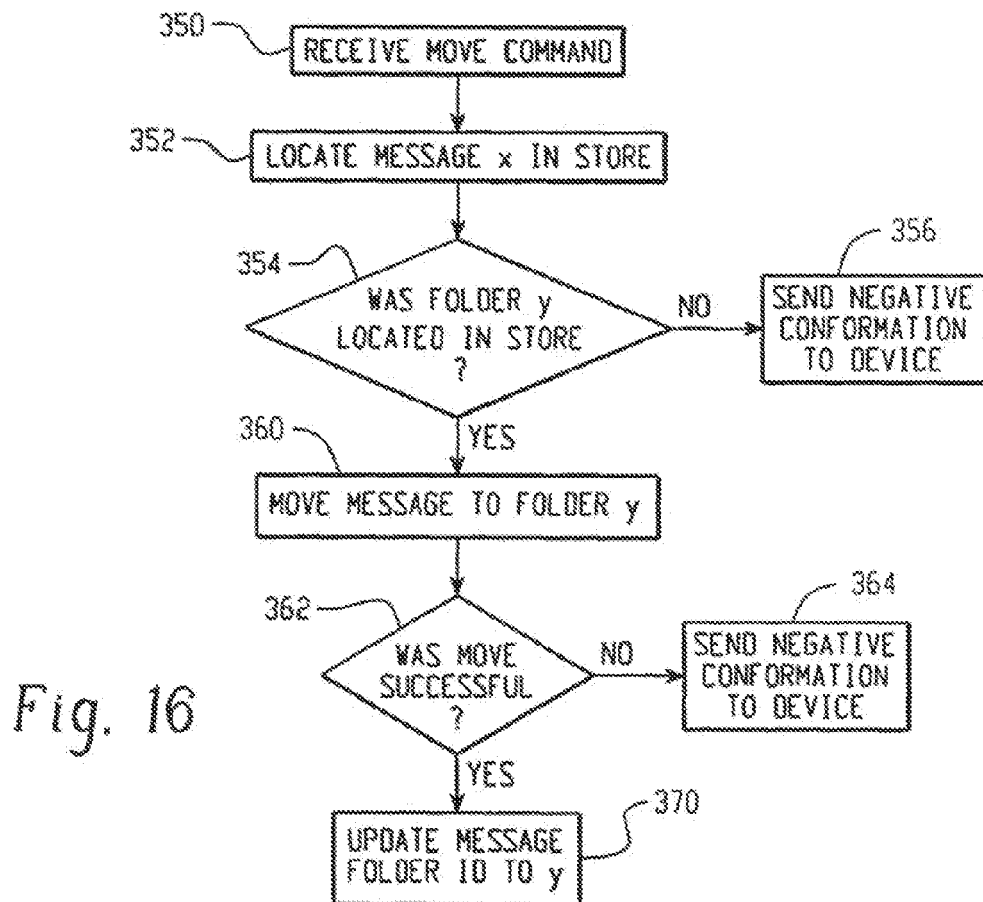 350
RECEIVE MOVE COMMAND
352
LOCATE MESSAGE x IN STORE
354
WAS FOLDER y
LOCATED IN STORE
?
NO
356
SEND NEGATIVE
CONFORMATION
TO DEVICE
YES
360
MOVE MESSAGE TO FOLDER y
362
WAS MOVE
SUCCESSFUL
?
NO
364
SEND NEGATIVE
CONFORMATION
TO DEVICE
Fig. 16
YES
370
UPDATE MESSAGE
FOLDER ID TO y